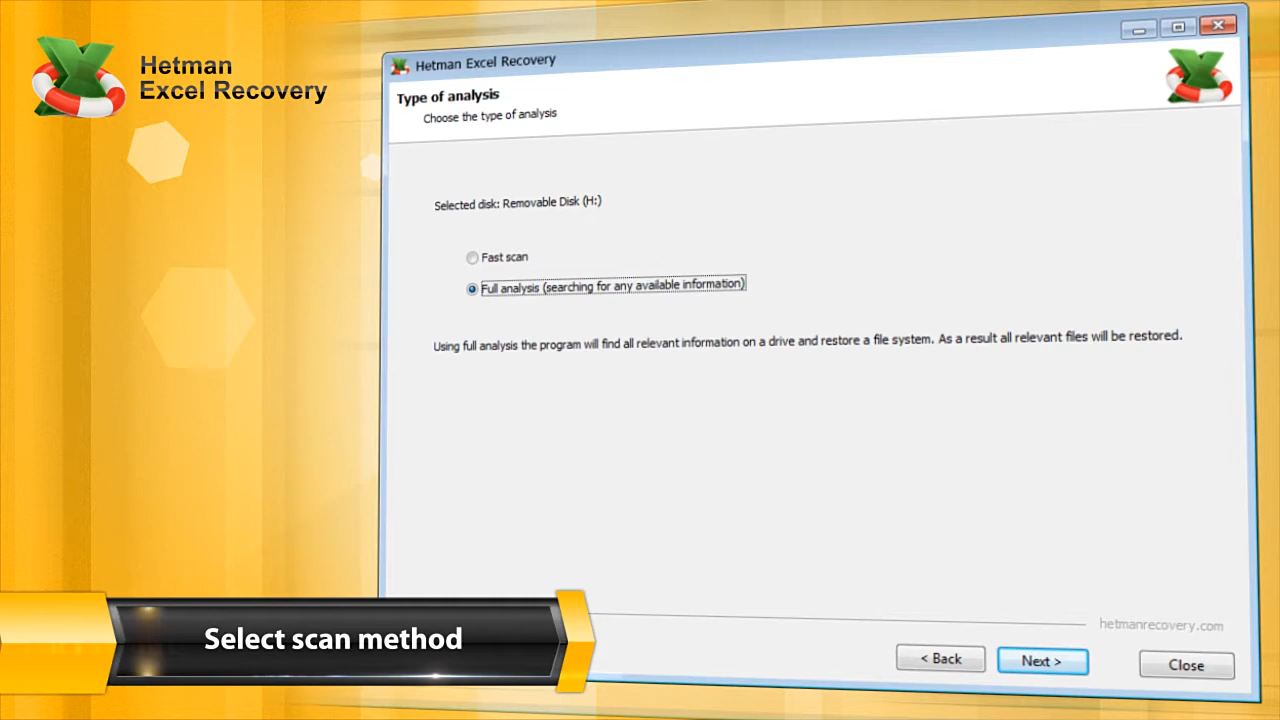 Hetman
Excel Recovery
Hetman Excel Recovery
Type of analysis
Choose the type of analysis
Selected disk: Removable Disk (H:)
Fast scan
Full analysis (searching for any available information)
Using full analysis the program will find all relevant information on a drive and restore a file system. As a result all relevant files will be restored.
hetmanrecovery.com
< Back
Next >
Close
Select scan method